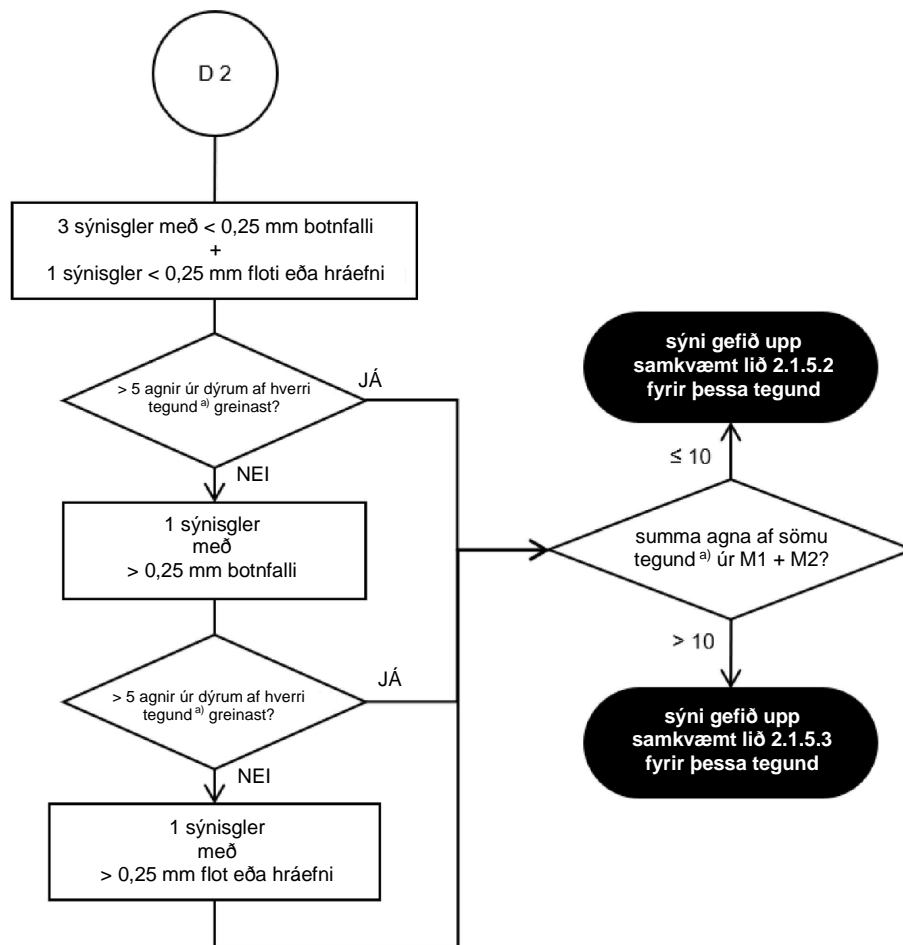 D 2
3 sýnisgler með < 0,25 mm botnfalli
+
1 sýnisgler < 0,25 mm floti eða hráefni
> 5 agnir úr dýrum af hverri
tegund a) greinast?
JÁ
NEI
1 sýnisgler
með
> 0,25 mm botnfalli
> 5 agnir úr dýrum af hverri
tegund a) greinast?
JÁ
NEI
1 sýnisgler
með
> 0,25 mm flot eða hráefni
sýni gefið upp
samkvæmt lið 2.1.5.2
fyrir þessa tegund
≤ 10
summa agna af sömu
tegund a) úr M1 + M2?
> 10
sýni gefið upp
samkvæmt lið 2.1.5.3
fyrir þessa tegund